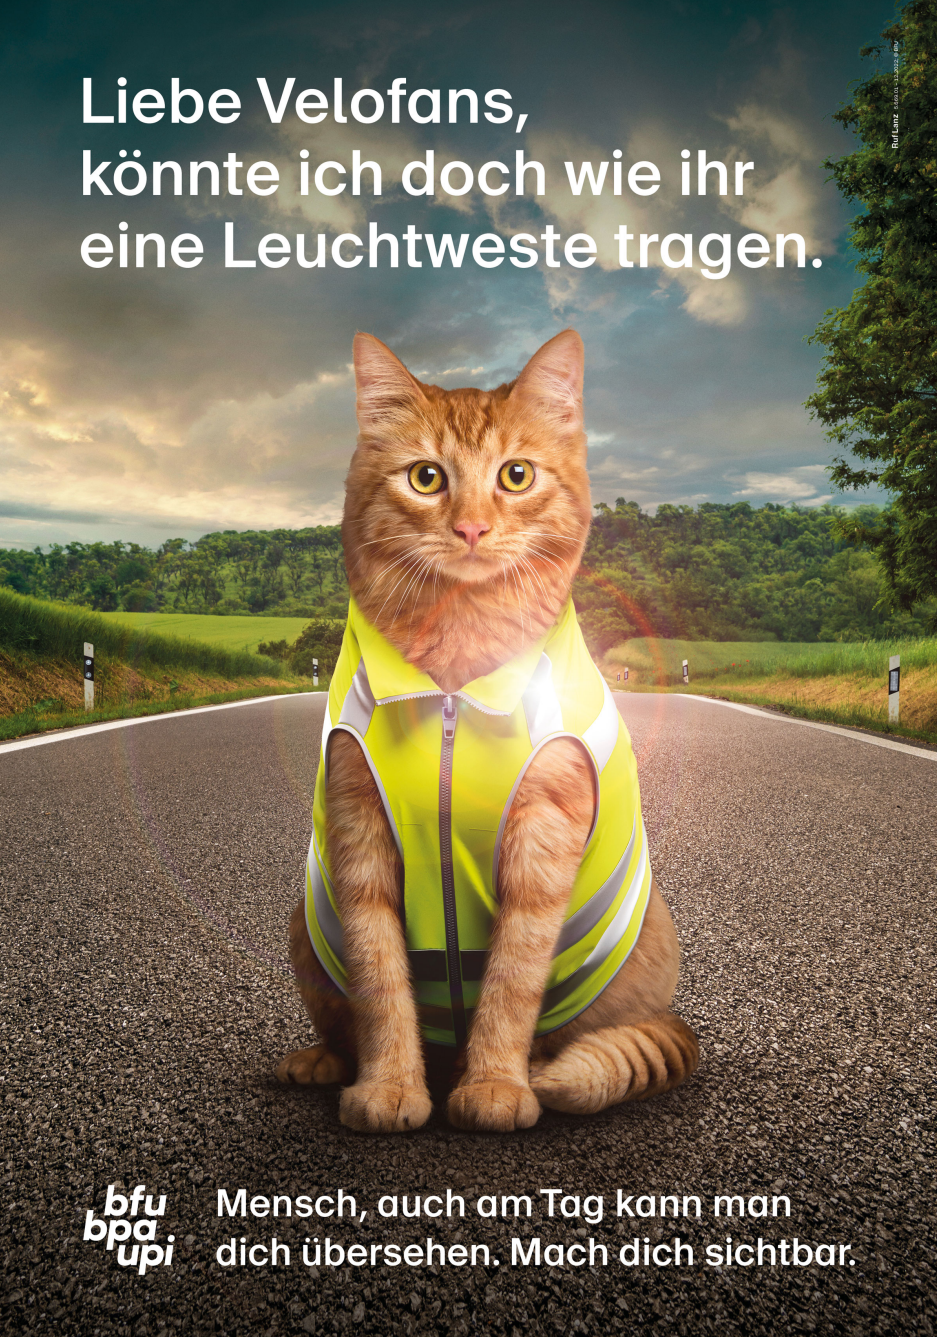 Liebe Velofans,
könnte ich doch wie ihr
eine Leuchtweste tragen.
Ruf Lanz
bfu
bpa
upi
Mensch, auch am Tag kann man
dich übersehen. Mach dich sichtbar.